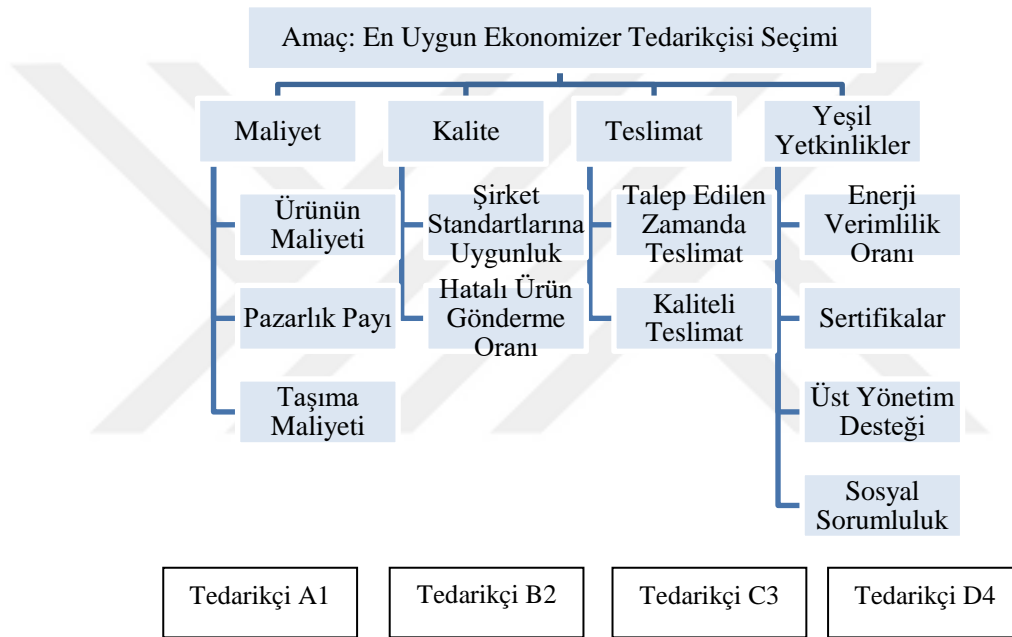 Amaç: En Uygun Ekonomizer Tedarikçisi Seçimi
Maliyet
Ürünün
Maliyeti
Pazarlık Payı
Taşıma
Maliyeti
Kalite
Şirket
Standartlarına
Uygunluk
Hatalı Ürün
Gönderme
Oranı
Teslimat
Talep Edilen
Zamanda
Teslimat
Kaliteli
Teslimat
Yeşil
Yetkinlikler
Enerji
Verimlilik
Oranı
Sertifikalar
Üst Yönetim
Desteği
Sosyal
Sorumluluk
Tedarikçi A1
Tedarikçi B2
Tedarikçi C3
Tedarikçi D4